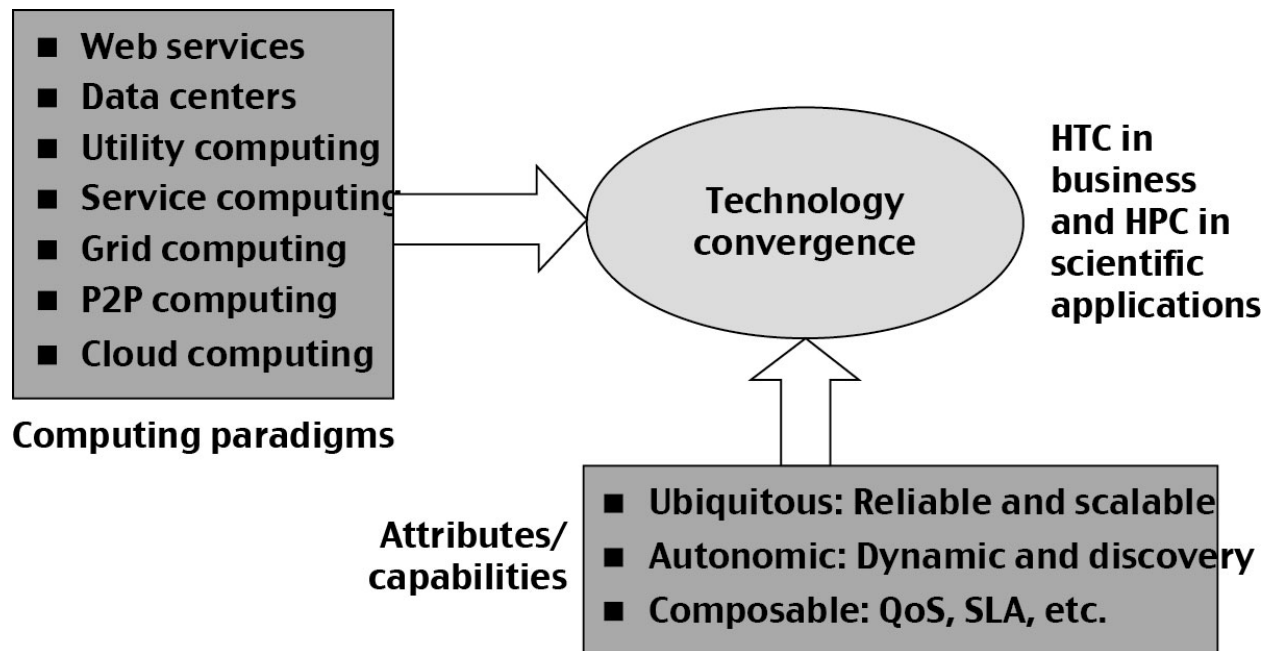 ■ Web services
■ Data centers
■ Utility computing
■ Service computing
■ Grid computing
■ P2P computing
■ Cloud computing
Computing paradigms
Technology
convergence
HTC in
business
and HPC in
scientific
applications
Attributes/
capabilities
■ Ubiquitous: Reliable and scalable
■ Autonomic: Dynamic and discovery
■ Composable: QoS, SLA, etc.